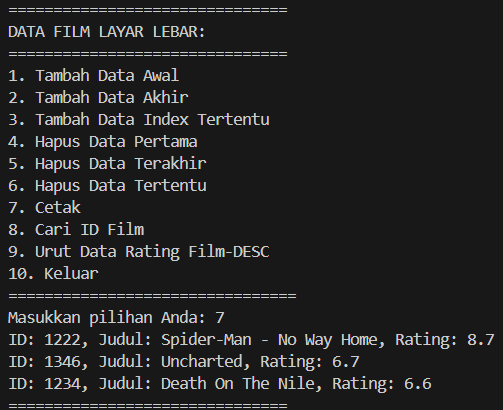 ===============================
DATA FILM LAYAR LEBAR:
===============================
1. Tambah Data Awal
2. Tambah Data Akhir
3. Tambah Data Index Tertentu
4. Hapus Data Pertama
5. Hapus Data Terakhir
6. Hapus Data Tertentu
7. Cetak
8. Cari ID Film
9. Urut Data Rating Film-DESC
10. Keluar
================================
Masukkan pilihan Anda: 7
ID: 1222, Judul: Spider-Man - No Way Home, Rating: 8.7
ID: 1346, Judul: Uncharted, Rating: 6.7
ID: 1234, Judul: Death On The Nile, Rating: 6.6
===============================